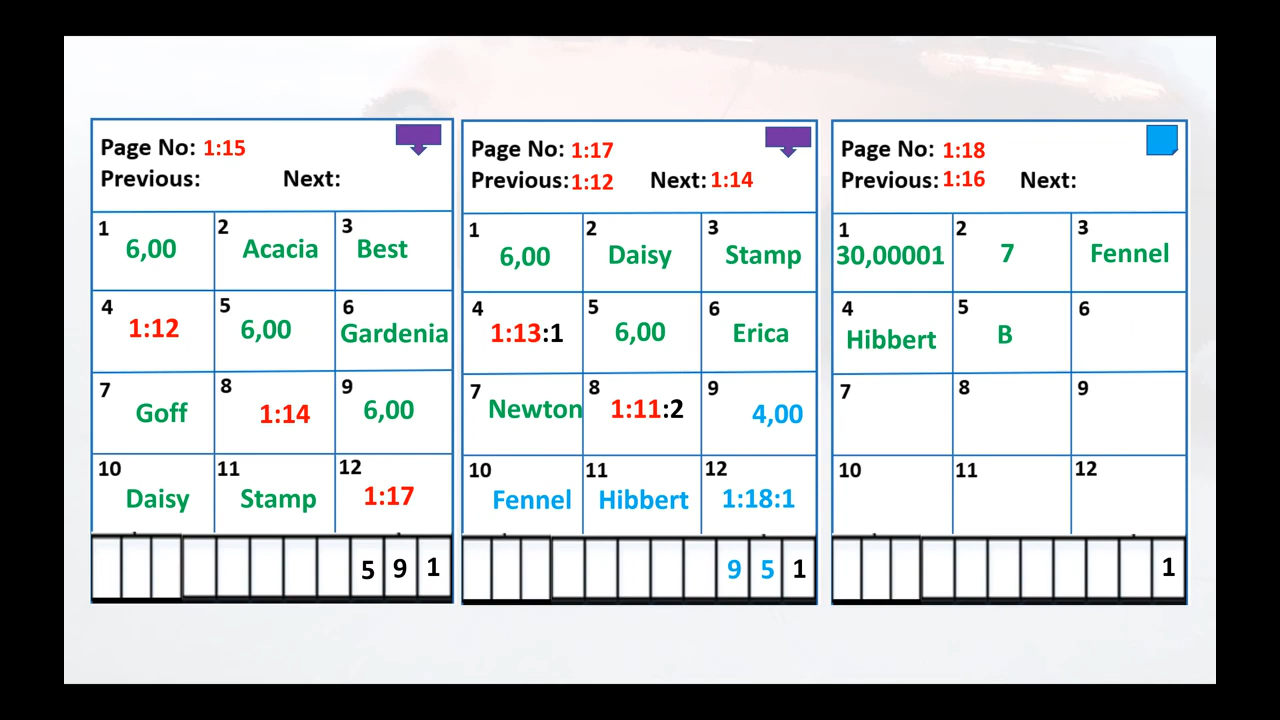 Page No: 1:15
Previous: Next:
1 6,00 2 Acacia 3 Best
4 1:12 5 6,00 6 Gardenia
7 Goff 8 1:14 9 6,00
10 Daisy 11 Stamp 12 1:17
5 9 1
Page No: 1:17
Previous: 1:12 Next: 1:14
1 6,00 2 Daisy 3 Stamp
4 1:13:1 5 6,00 6 Erica
7 Newton 8 1:11:2 9 4,00
10 Fennel 11 Hibbert 12 1:18:1
9 5 1
Page No: 1:18
Previous: 1:16 Next:
1 30,00001 2 7 3 Fennel
4 Hibbert 5 B 6
7 8 9
10 11 12
1